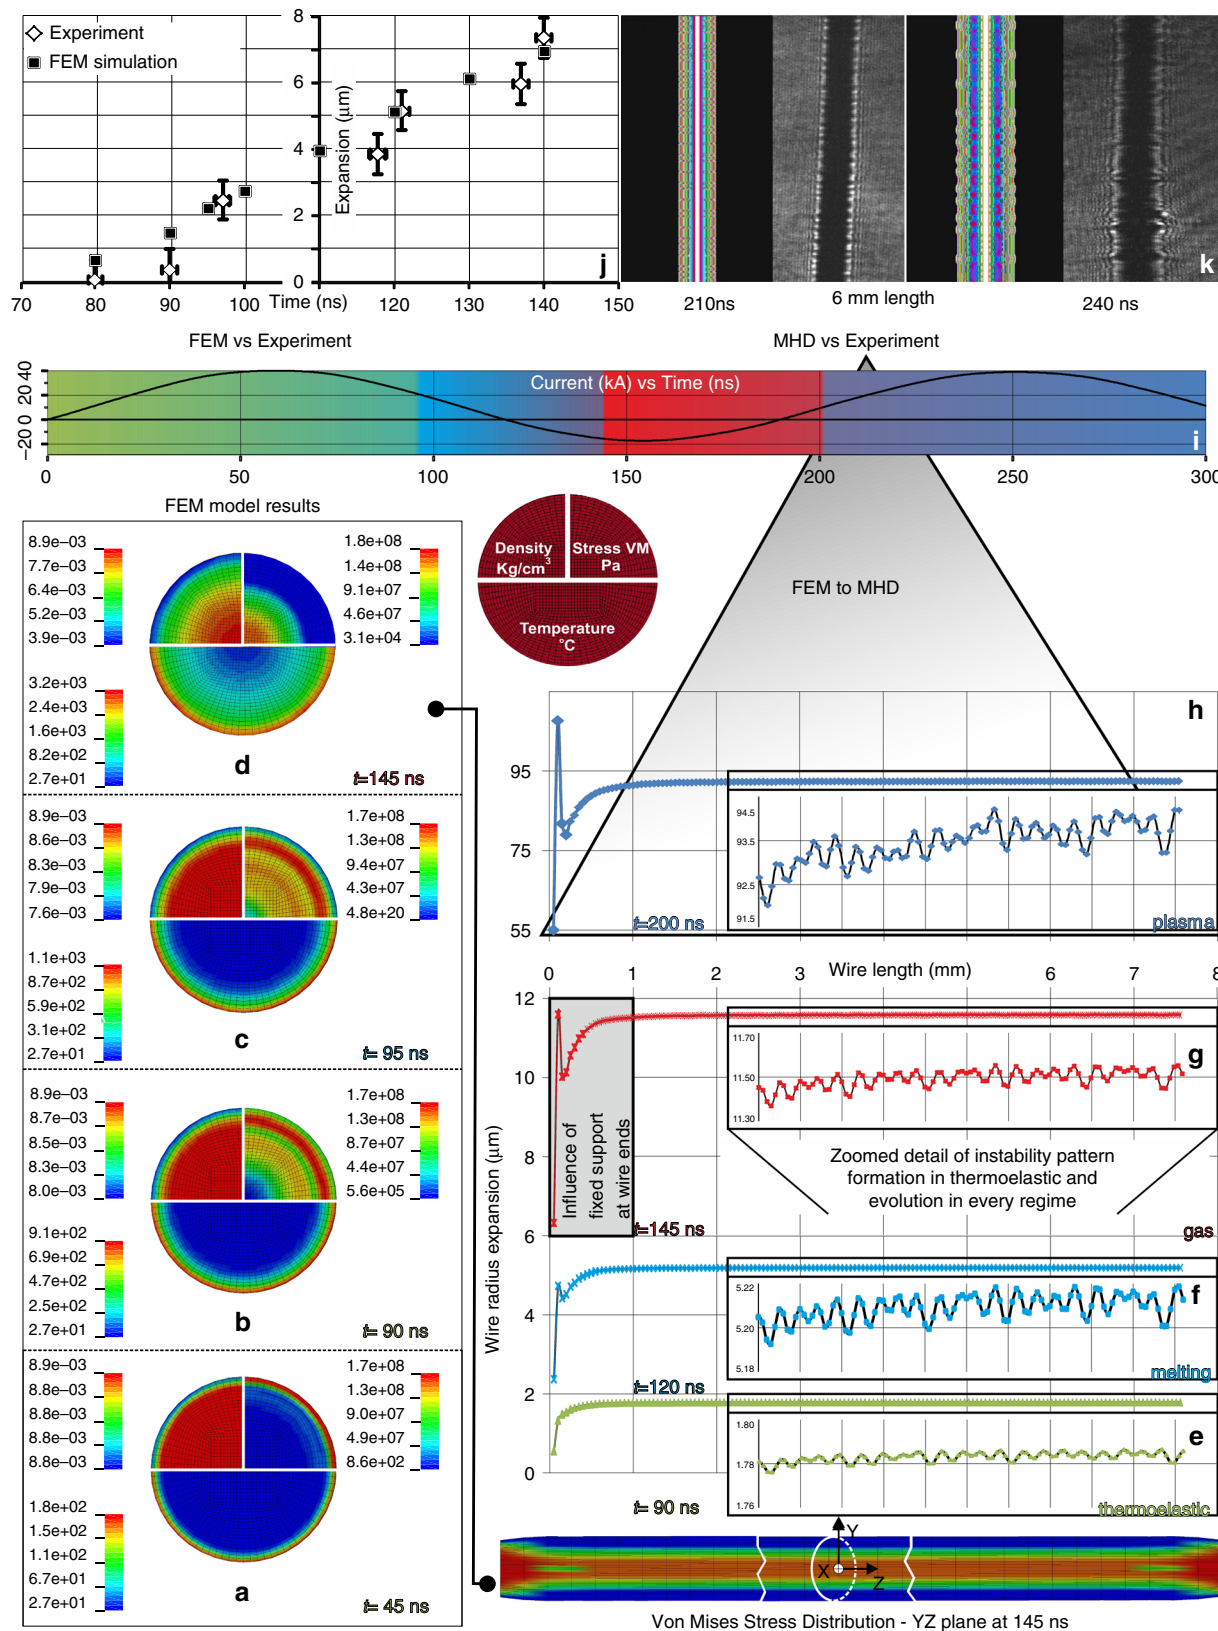 Experiment
FEM simulation
8
6
4
2
0
Expansion (µm)
j
70
80
90
100
Time (ns)
120
130
140
150
k
210ns
6 mm length
240 ns
FEM vs Experiment
MHD vs Experiment
−20 0 20 40
Current (kA) vs Time (ns)
i
0
50
100
150
200
250
300
FEM model results
Density
Kg/cm3
Stress VM
Pa
Temperature
°C
FEM to MHD
8.9e−03
7.7e−03
6.4e−03
5.2e−03
3.9e−03
1.8e+08
1.4e+08
9.1e+07
4.6e+07
3.1e+04
3.2e+03
2.4e+03
1.6e+03
8.2e+02
2.7e+01
d
t=145 ns
8.9e−03
8.6e−03
8.3e−03
7.9e−03
7.6e−03
1.7e+08
1.3e+08
9.4e+07
4.3e+07
4.8e+20
1.1e+03
8.7e+02
5.9e+02
3.1e+02
2.7e+01
c
t= 95 ns
8.9e−03
8.7e−03
8.5e−03
8.3e−03
8.0e−03
1.7e+08
1.3e+08
8.7e+07
4.4e+07
5.6e+05
9.1e+02
6.9e+02
4.7e+02
2.5e+02
2.7e+01
b
t= 90 ns
8.9e−03
8.8e−03
8.8e−03
8.8e−03
8.8e−03
1.7e+08
1.3e+08
9.0e+07
4.9e+07
8.6e+02
1.8e+02
1.5e+02
1.1e+02
6.7e+01
2.7e+01
a
t= 45 ns
h
95
75
55
94.5
93.5
92.5
91.5
t=200 ns
plasma
0
1
2
3
Wire length (mm)
6
7
8
12
10
8
6
4
2
0
Wire radius expansion (µm)
Influence of
fixed support
at wire ends
g
11.70
11.50
11.30
Zoomed detail of instability pattern
formation in thermoelastic and
evolution in every regime
t=145 ns
gas
f
5.22
5.20
5.18
t=120 ns
melting
e
1.80
1.78
1.76
t= 90 ns
thermoelastic
Y
X
Z
Von Mises Stress Distribution - YZ plane at 145 ns